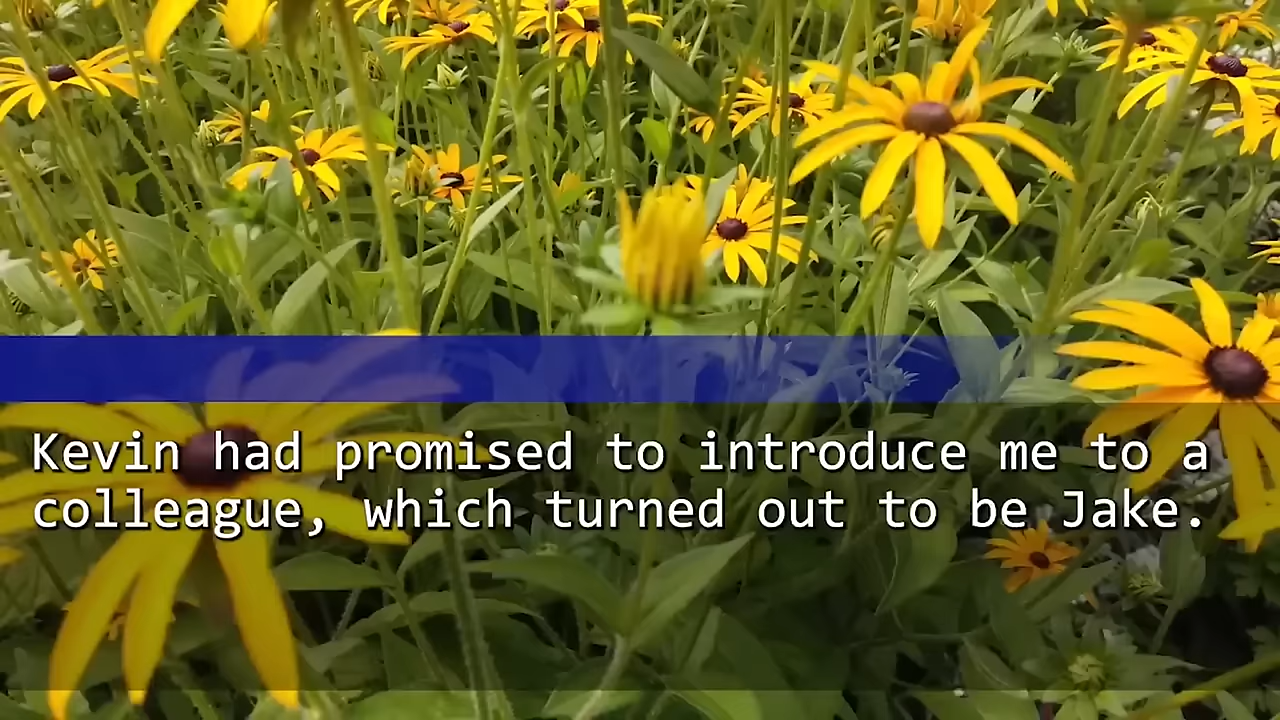 Kevin had promised to introduce me to a
colleague, which turned out to be Jake.